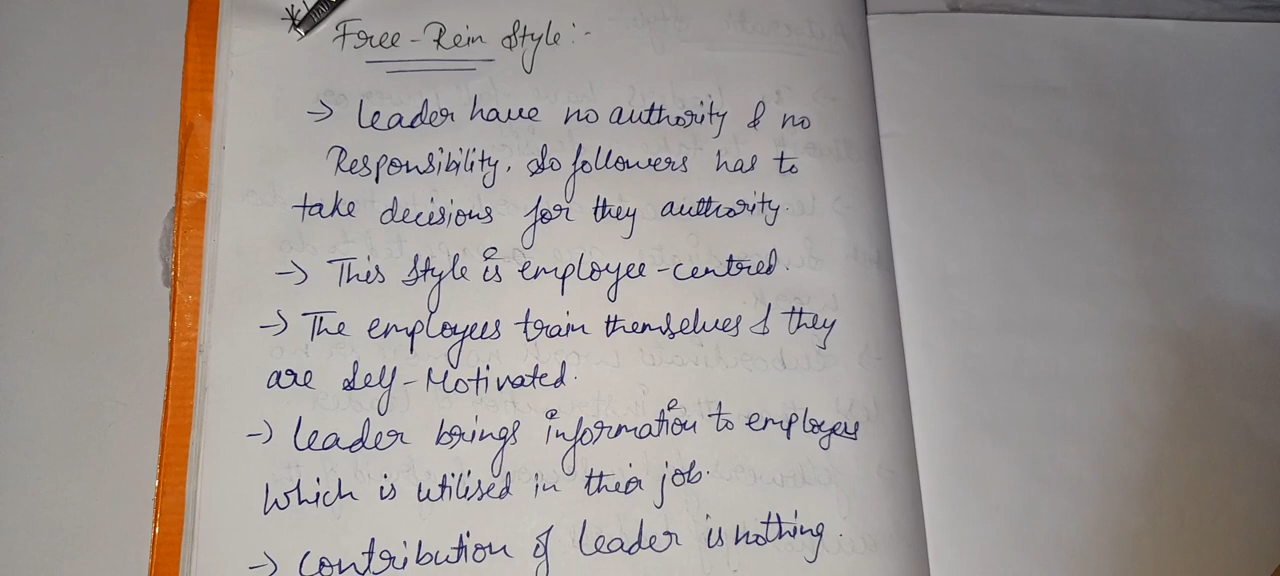 Free-Rein Style:-
→ Leader have no authority & no
Responsibility. So followers has to
take decisions for they authority.
→ This Style is employee-centred.
→ The employees train themselves & they
are Self-Motivated.
→ Leader brings information to employees
which is utilised in their job.
→ Contribution of leader is nothing.